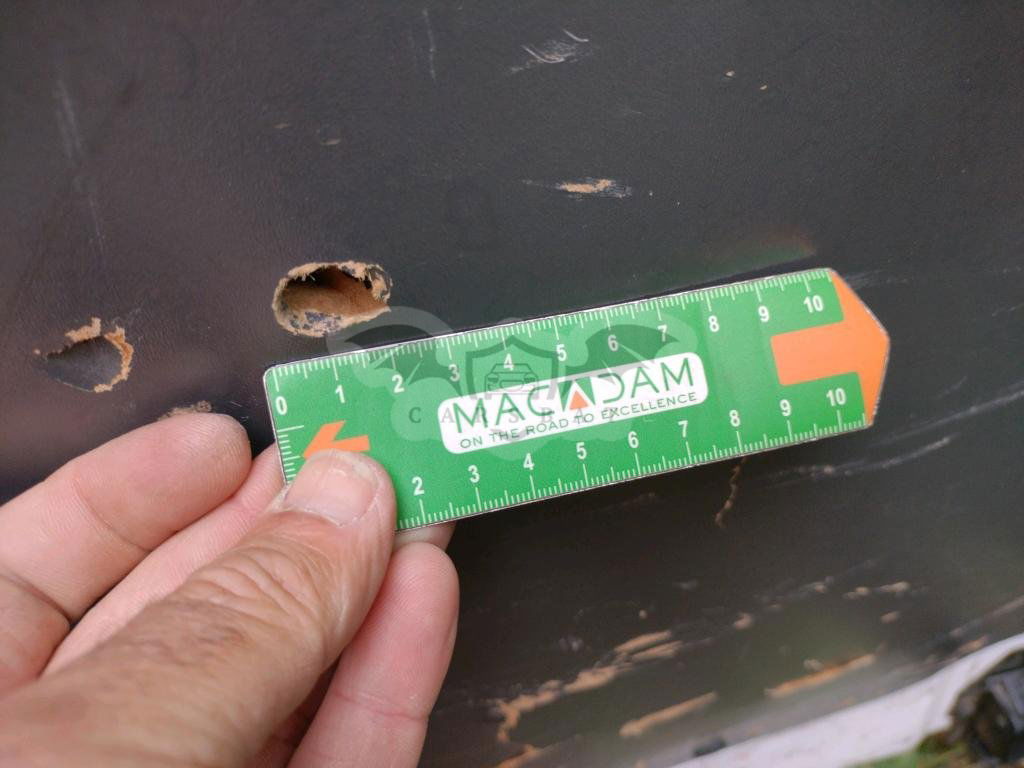 0 1 2 3 4 5 6 7 8 9 10
MACADAM
ON THE ROAD TO EXCELLENCE
2 3 4 5 6 7 8 9 10